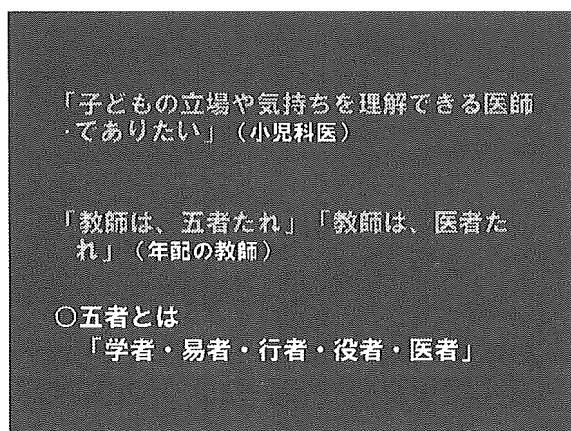 「子どもの立場や気持ちを理解できる医師
でありたい」（小児科医）
「教師は、五者たれ」「教師は、医者た
れ」（年配の教師）
○五者とは
「学者・易者・行者・役者・医者」